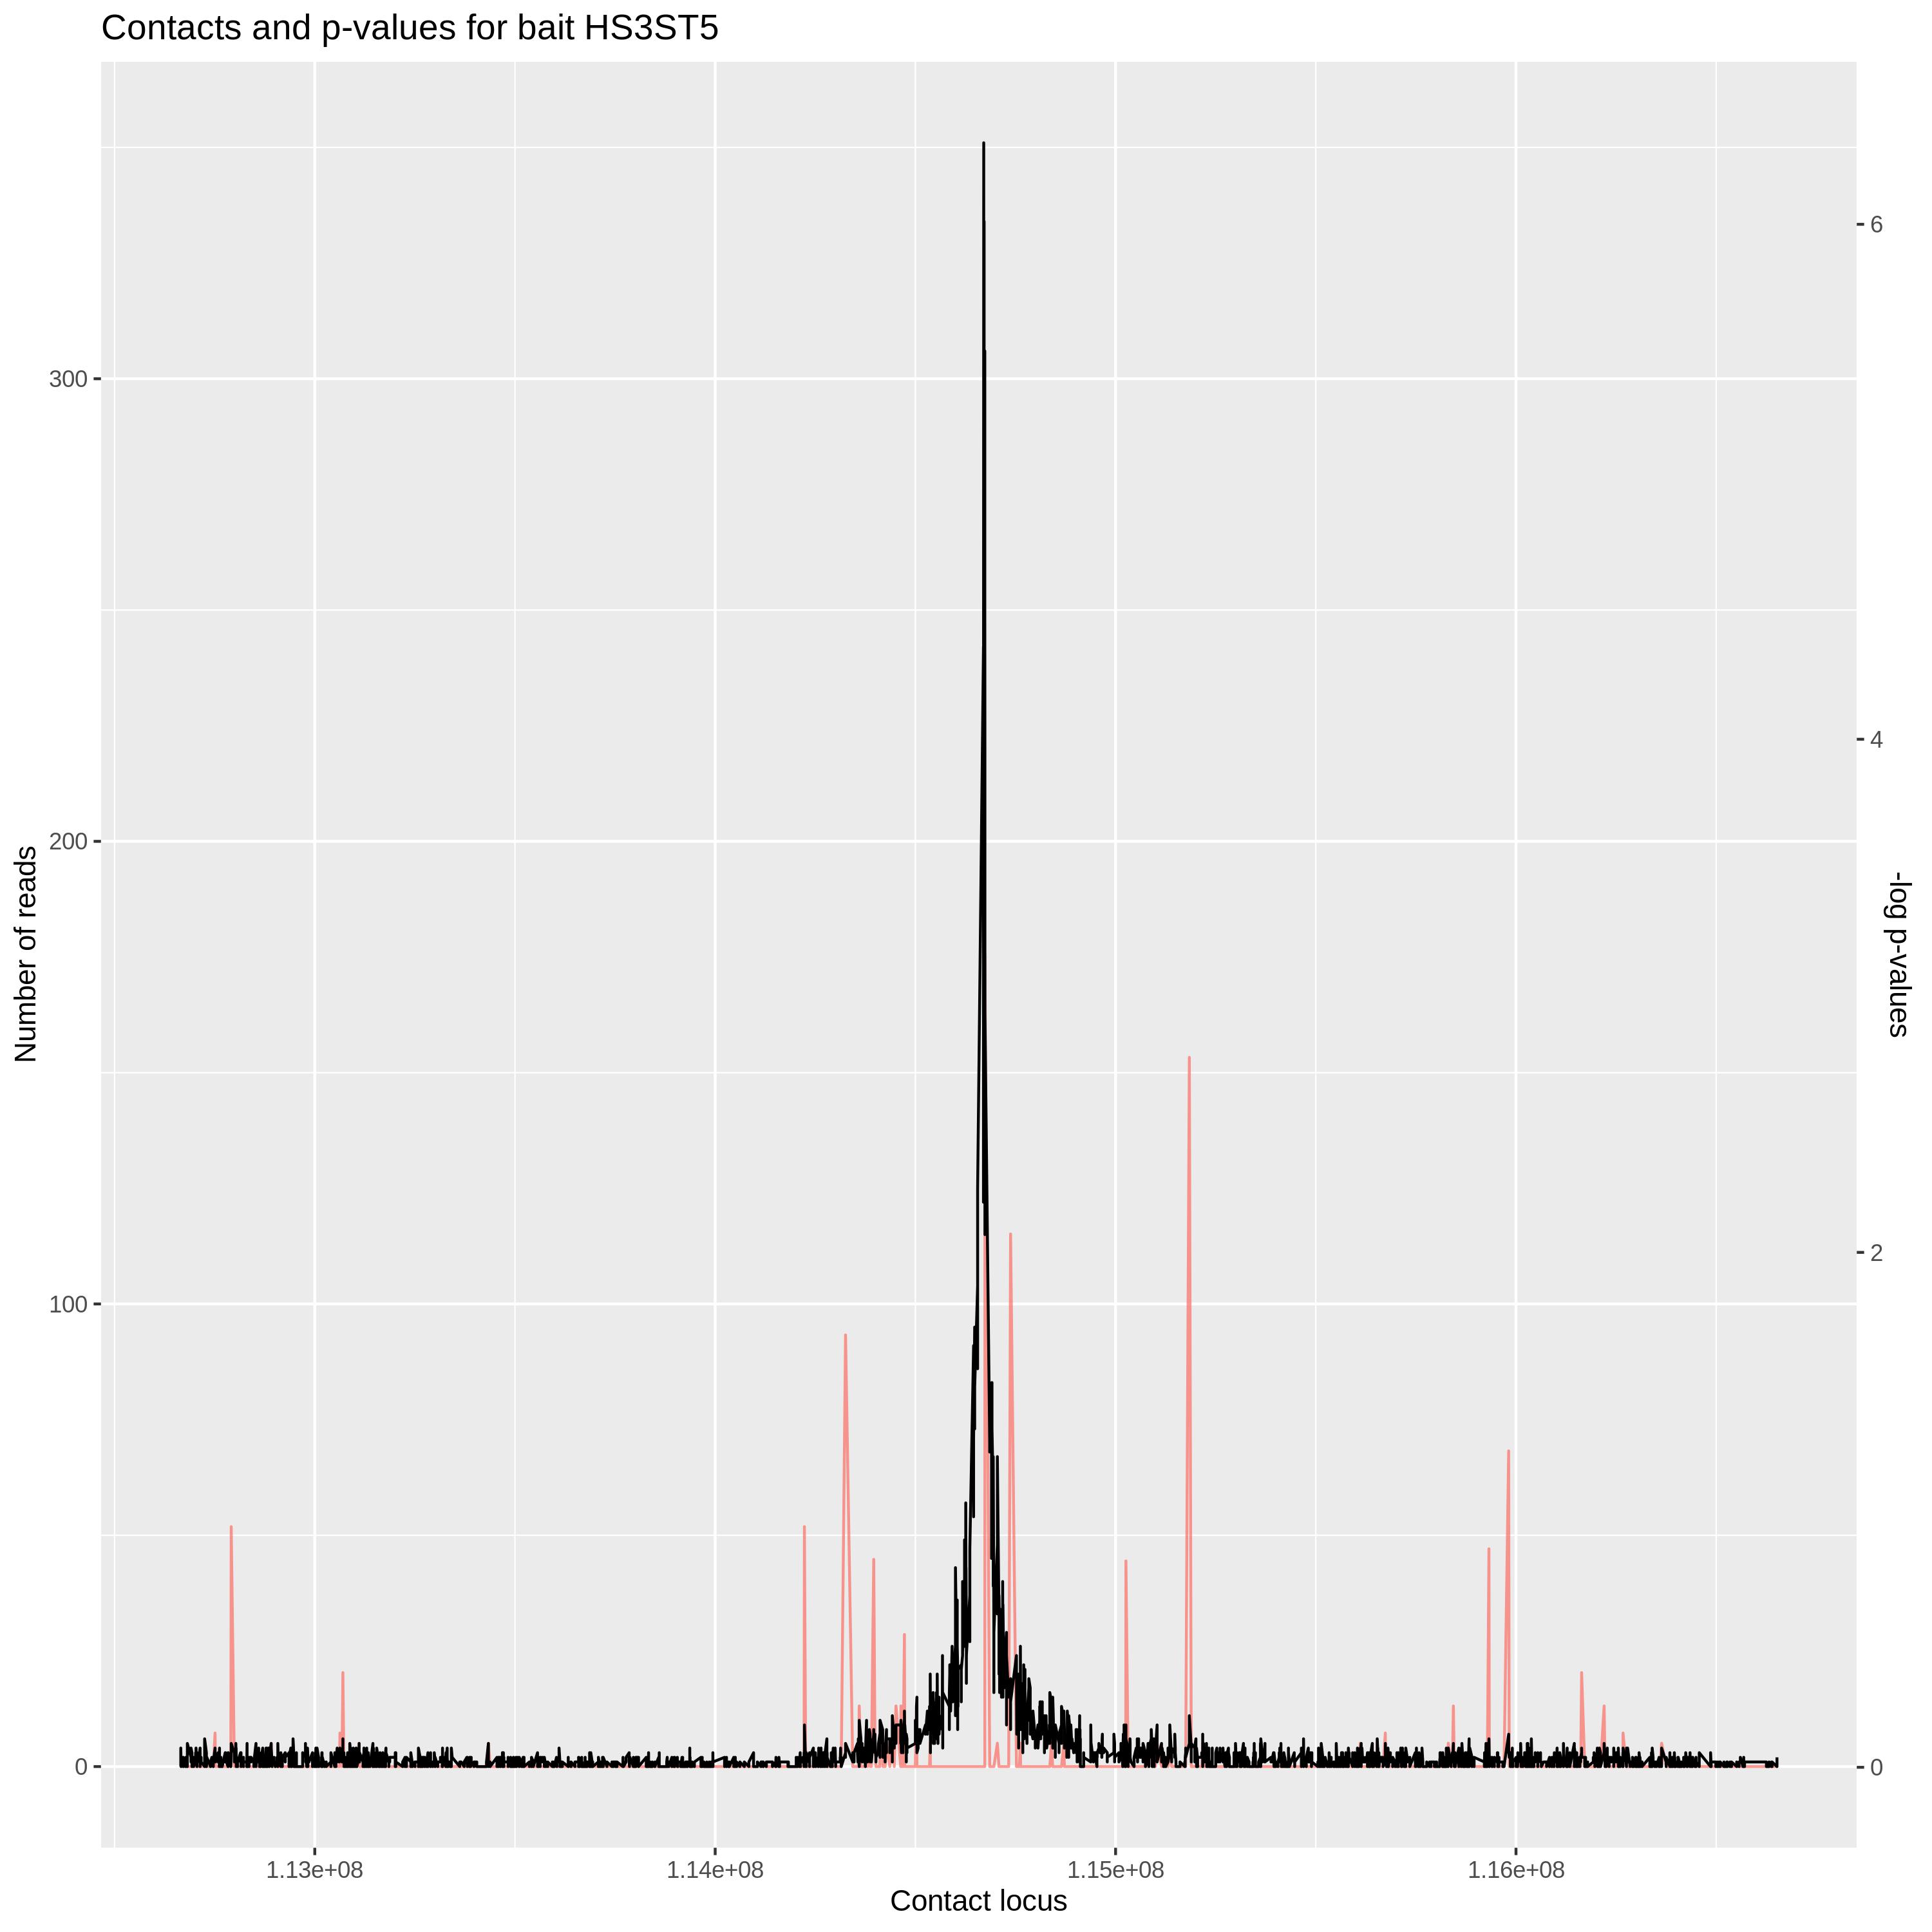 Contacts and p-values for bait HS3ST5
Number of reads
300
200
100
0
6
4
2
0
-log p-values
1.13e+08
1.14e+08
1.15e+08
1.16e+08
Contact locus